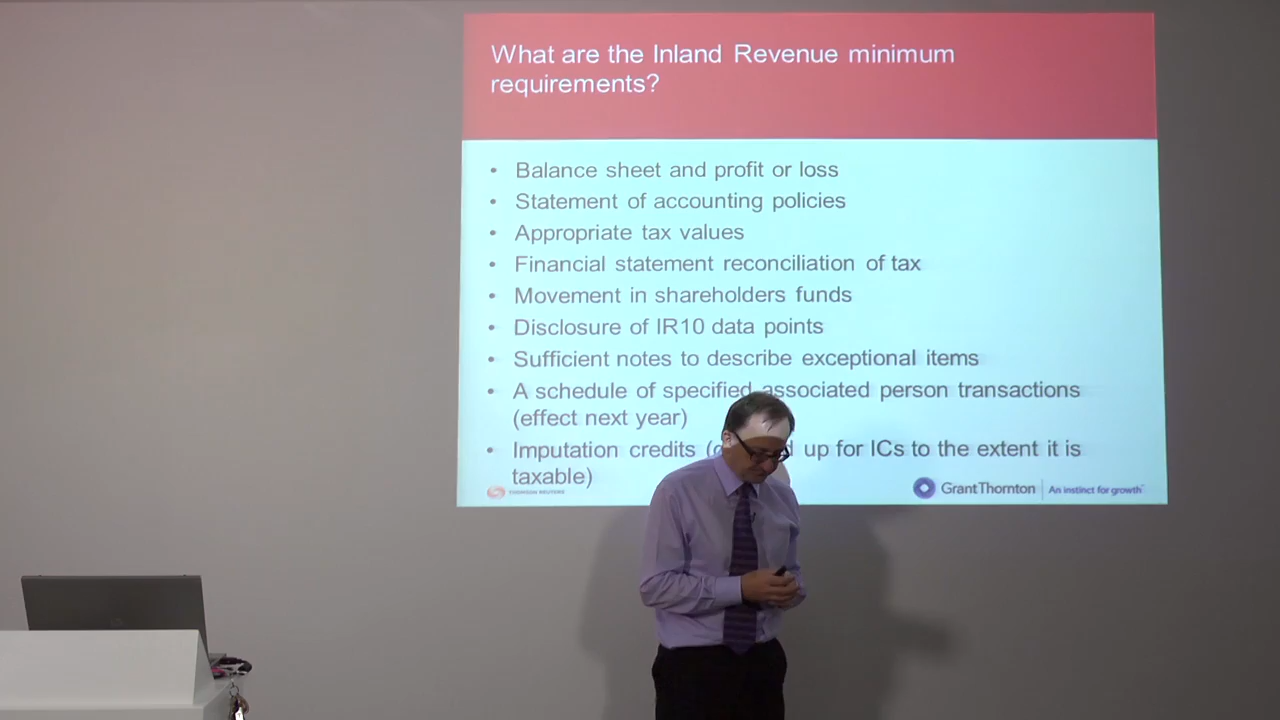 What are the Inland Revenue minimum
requirements?
• Balance sheet and profit or loss
• Statement of accounting policies
• Appropriate tax values
• Financial statement reconciliation of tax
• Movement in shareholders funds
• Disclosure of IR10 data points
• Sufficient notes to describe exceptional items
• A schedule of specified associated person transactions
(effect next year)
• Imputation credits up for ICs to the extent it is
taxable)
THOMSON REUTERS
GrantThornton
An instinct for growth™